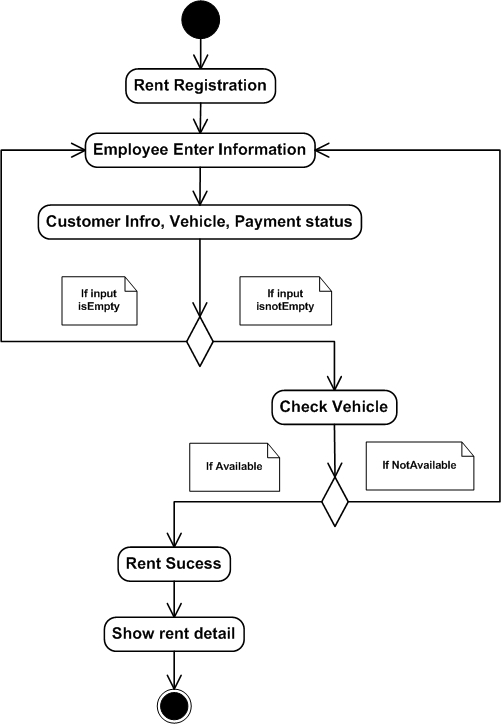 Rent Registration
Employee Enter Information
Customer Infro, Vehicle, Payment status
If input
isEmpty
If input
isnotEmpty
Check Vehicle
If Available
If NotAvailable
Rent Sucess
Show rent detail